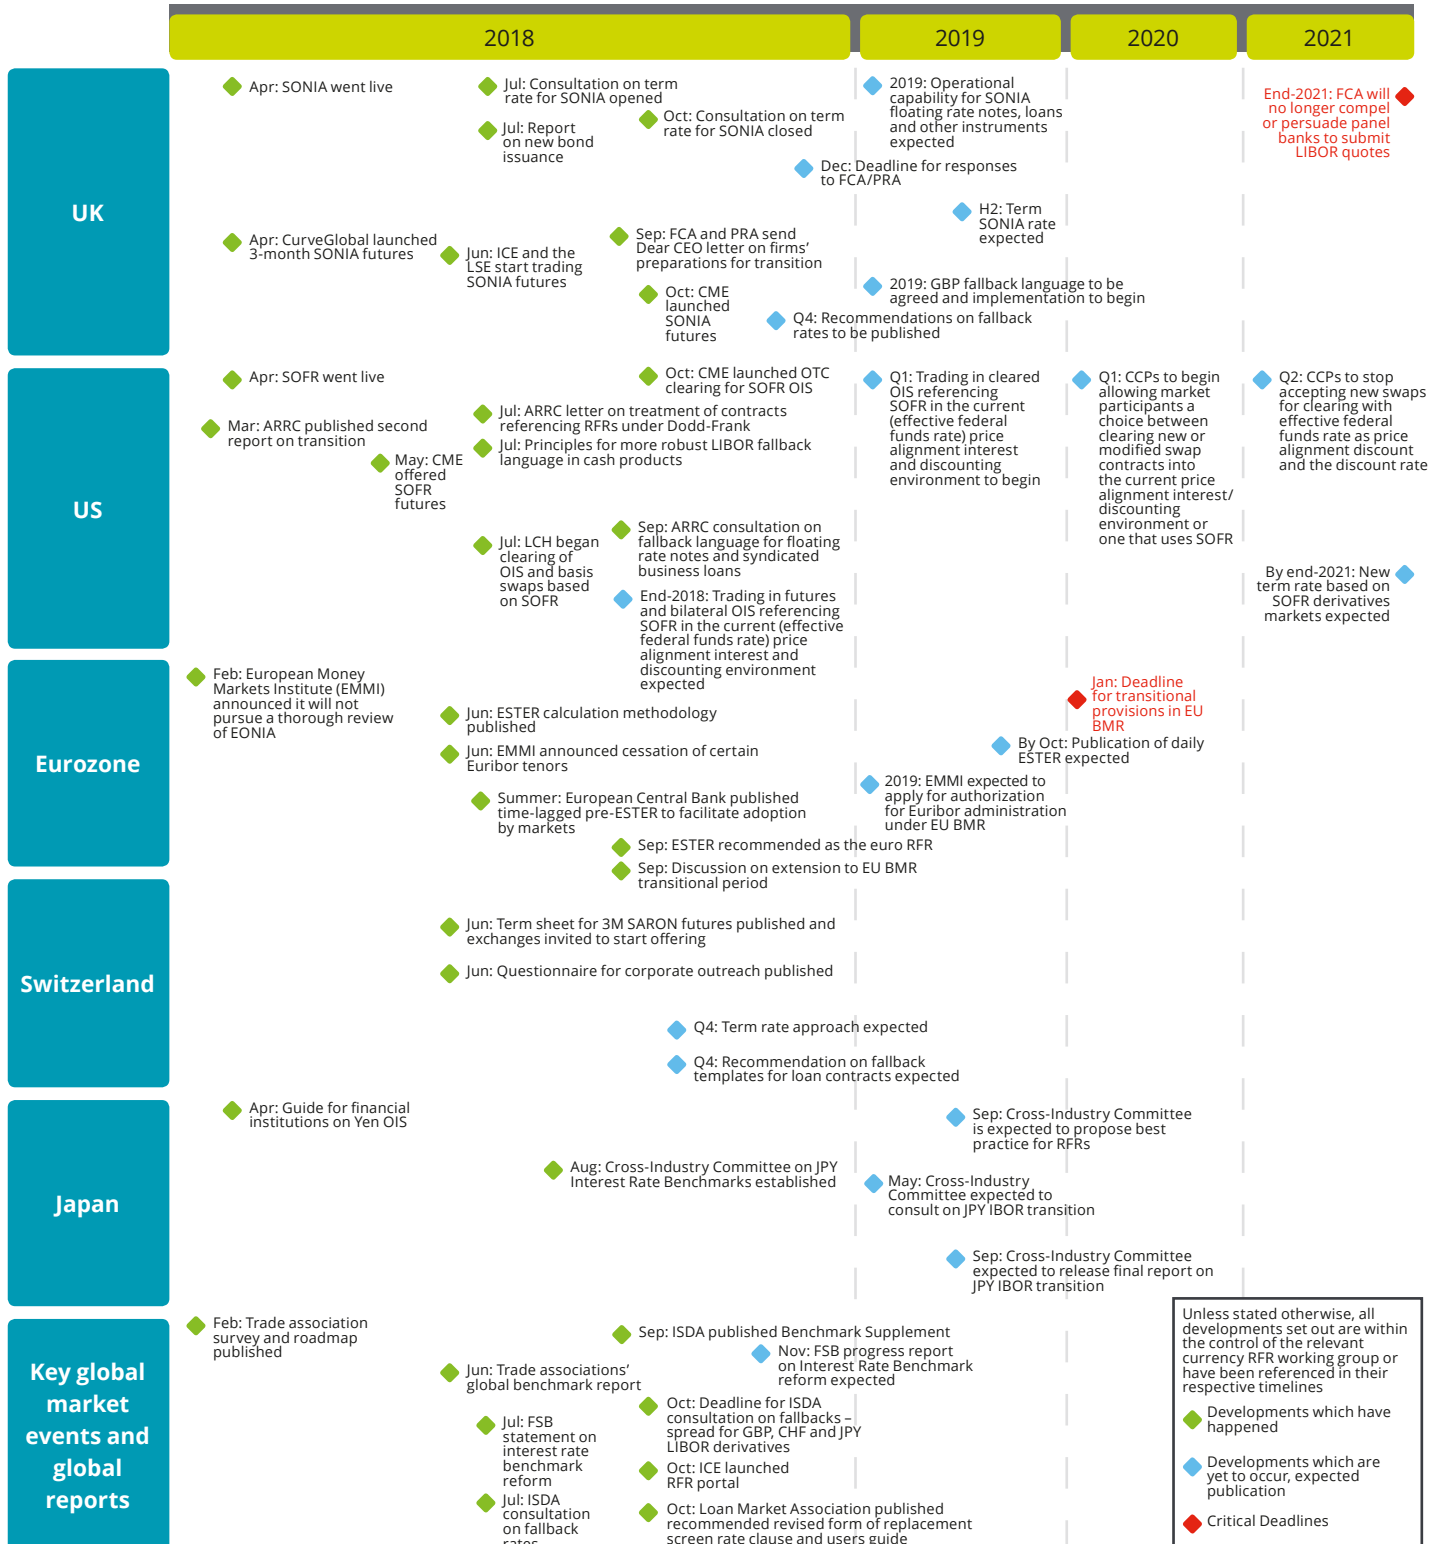 2018
2019
2020
2021
UK
Apr: SONIA went live
Jul: Consultation on term
rate for SONIA opened
Jul: Report
on new bond
issuance
Oct: Consultation on term
rate for SONIA closed
Dec: Deadline for responses
to FCA/PRA
2019: Operational
capability for SONIA
floating rate notes, loans
and other instruments
expected
End-2021: FCA will
no longer compel
or persuade panel
banks to submit
LIBOR quotes
H2: Term
SONIA rate
expected
Apr: CurveGlobal launched
3-month SONIA futures
Jun: ICE and the
LSE start trading
SONIA futures
Sep: FCA and PRA send
Dear CEO letter on firms’
preparations for transition
Oct: CME
launched
SONIA
futures
2019: GBP fallback language to be
agreed and implementation to begin
Q4: Recommendations on fallback
rates to be published
US
Apr: SOFR went live
Mar: ARRC published second
report on transition
May: CME
offered
SOFR
futures
Oct: CME launched OTC
clearing for SOFR OIS
Jul: ARRC letter on treatment of contracts
referencing RFRs under Dodd-Frank
Jul: Principles for more robust LIBOR fallback
language in cash products
Jul: LCH began
clearing of
OIS and basis
swaps based
on SOFR
Sep: ARRC consultation on
fallback language for floating
rate notes and syndicated
business loans
End-2018: Trading in futures
and bilateral OIS referencing
SOFR in the current (effective
federal funds rate) price
alignment interest and
discounting environment
expected
Q1: Trading in cleared
OIS referencing
SOFR in the current
(effective federal
funds rate) price
alignment interest
and discounting
environment to begin
Q1: CCPs to begin
allowing market
participants a
choice between
clearing new or
modified swap
contracts into
the current price
alignment interest/
discounting
environment or
one that uses SOFR
Q2: CCPs to stop
accepting new swaps
for clearing with
effective federal
funds rate as price
alignment discount
and the discount rate
By end-2021: New
term rate based on
SOFR derivatives
markets expected
Eurozone
Feb: European Money
Markets Institute (EMMI)
announced it will not
pursue a thorough review
of EONIA
Jun: ESTER calculation methodology
published
Jun: EMMI announced cessation of certain
Euribor tenors
Summer: European Central Bank published
time-lagged pre-ESTER to facilitate adoption
by markets
Sep: ESTER recommended as the euro RFR
Sep: Discussion on extension to EU BMR
transitional period
Jan: Deadline
for transitional
provisions in EU
BMR
By Oct: Publication of daily
ESTER expected
2019: EMMI expected to
apply for authorization
for Euribor administration
under EU BMR
Switzerland
Jun: Term sheet for 3M SARON futures published and
exchanges invited to start offering
Jun: Questionnaire for corporate outreach published
Q4: Term rate approach expected
Q4: Recommendation on fallback
templates for loan contracts expected
Japan
Apr: Guide for financial
institutions on Yen OIS
Aug: Cross-Industry Committee on JPY
Interest Rate Benchmarks established
Sep: Cross-Industry Committee
is expected to propose best
practice for RFRs
May: Cross-Industry
Committee expected to
consult on JPY IBOR transition
Sep: Cross-Industry Committee
expected to release final report on
JPY IBOR transition
Key global
market
events and
global
reports
Feb: Trade association
survey and roadmap
published
Jun: Trade associations’
global benchmark report
Jul: FSB
statement on
interest rate
benchmark
reform
Jul: ISDA
consultation
on fallback
rates
Sep: ISDA published Benchmark Supplement
Nov: FSB progress report
on Interest Rate Benchmark
reform expected
Oct: Deadline for ISDA
consultation on fallbacks –
spread for GBP, CHF and JPY
LIBOR derivatives
Oct: ICE launched
RFR portal
Oct: Loan Market Association published
recommended revised form of replacement
screen rate clause and users guide
Unless stated otherwise, all
developments set out are within
the control of the relevant
currency RFR working group or
have been referenced in their
respective timelines
Developments which have
happened
Developments which are
yet to occur, expected
publication
Critical Deadlines